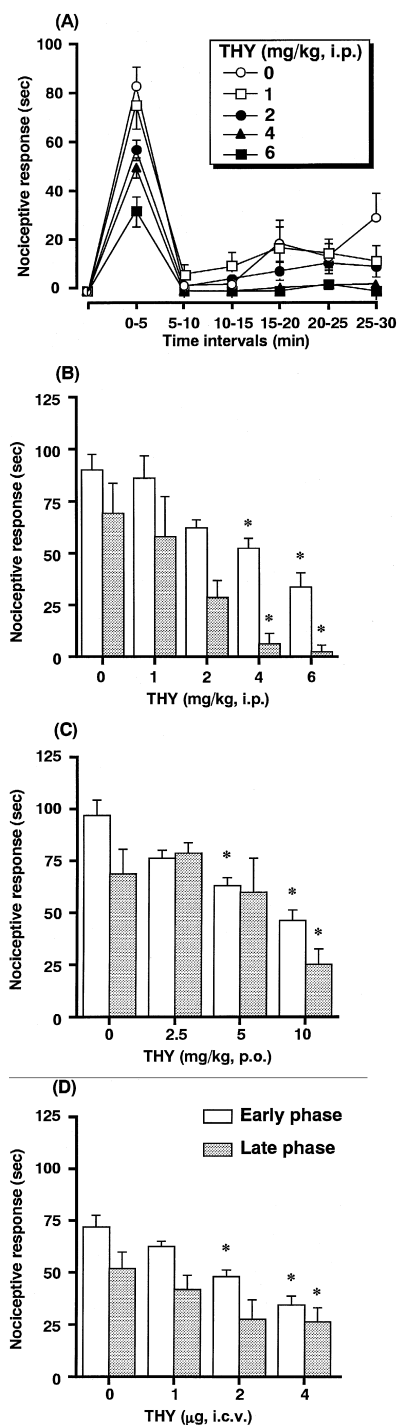 (A)
Nociceptive response (sec)
100
80
60
40
20
0
THY (mg/kg, i.p.)
0
1
2
4
6
0-5 5-10 10-15 15-20 20-25 25-30
Time intervals (min)
(B)
Nociceptive response (sec)
125
100
75
50
25
0
* * * *
0 1 2 4 6
THY (mg/kg, i.p.)
(C)
Nociceptive response (sec)
125
100
75
50
25
0
* * *
0 2.5 5 10
THY (mg/kg, p.o.)
(D)
Nociceptive response (sec)
125
100
75
50
25
0
Early phase
Late phase
* * *
0 1 2 4
THY (μg, i.c.v.)